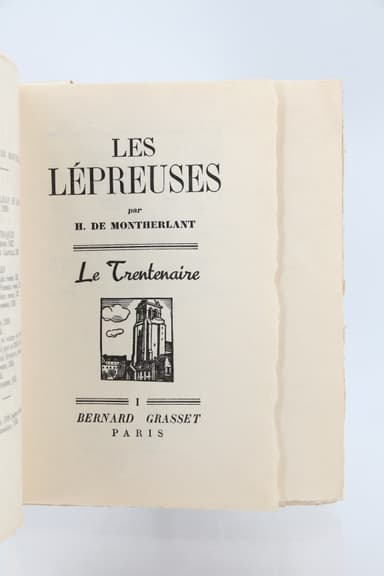 LES
LÉPREUSES
par
H. DE MONTHERLANT
Le Trentenaire
I
BERNARD GRASSET
PARIS